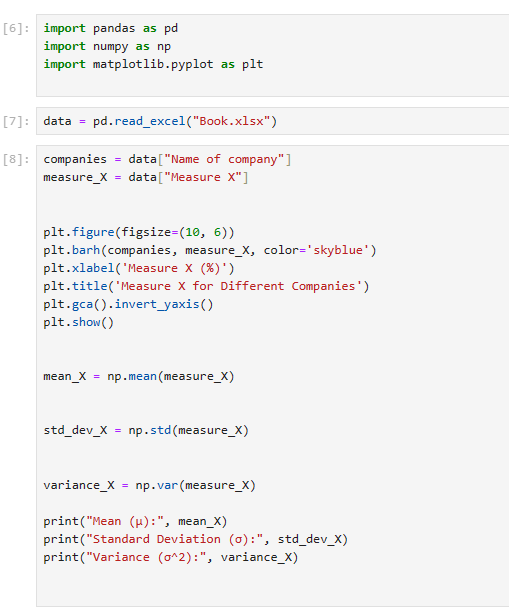 [6]: import pandas as pd
import numpy as np
import matplotlib.pyplot as plt
[7]: data = pd.read_excel("Book.xlsx")
[8]: companies = data["Name of company"]
measure_X = data["Measure X"]
plt.figure(figsize=(10, 6))
plt.barh(companies, measure_X, color='skyblue')
plt.xlabel('Measure X (%)')
plt.title('Measure X for Different Companies')
plt.gca().invert_yaxis()
plt.show()
mean_X = np.mean(measure_X)
std_dev_X = np.std(measure_X)
variance_X = np.var(measure_X)
print("Mean (μ):", mean_X)
print("Standard Deviation (σ):", std_dev_X)
print("Variance (σ^2):", variance_X)